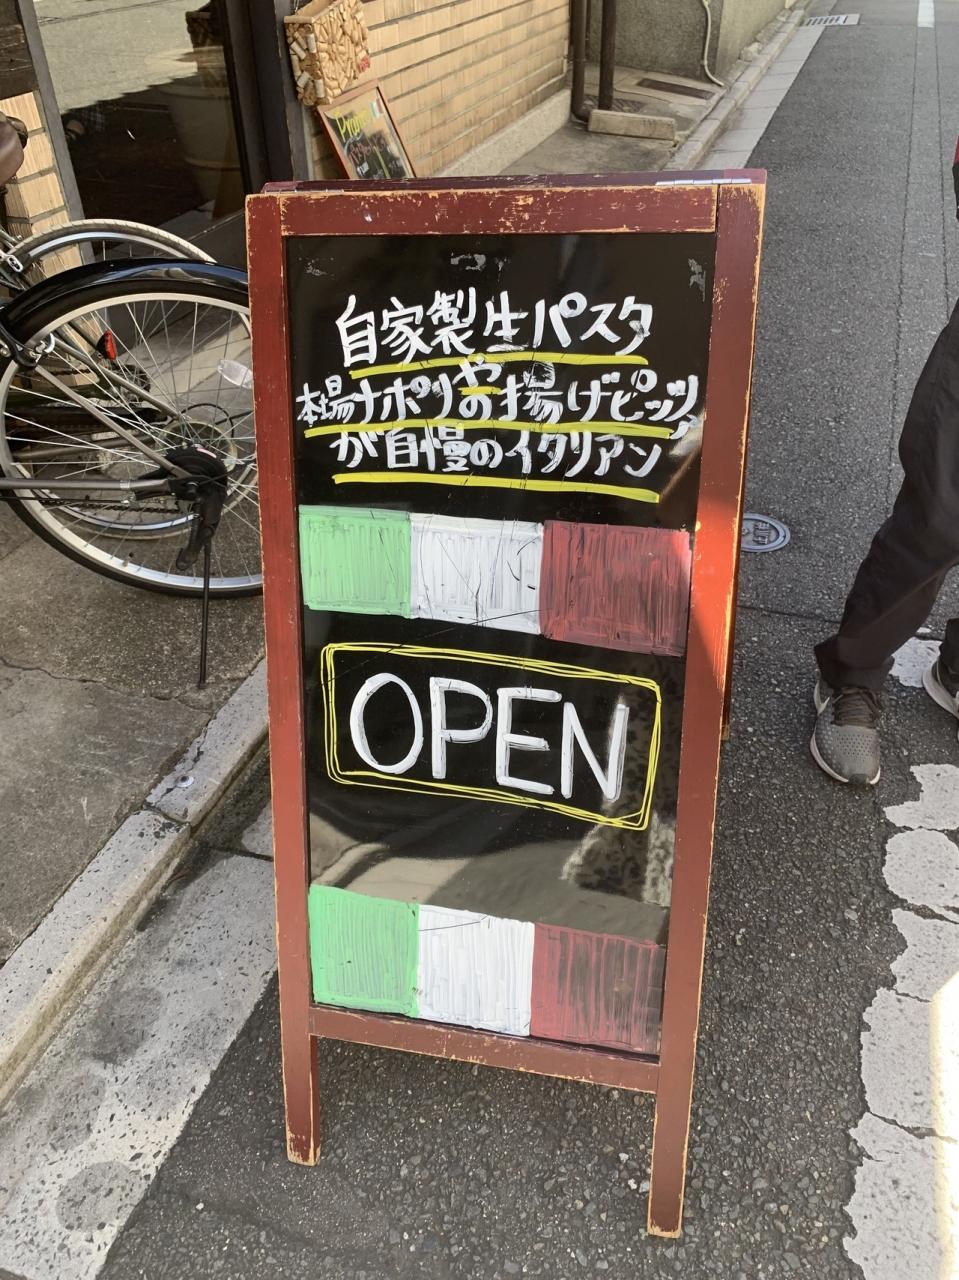 自家製生パスタ
や
本場ナポリの揚げピッツァ
が自慢のイタリアン
OPEN